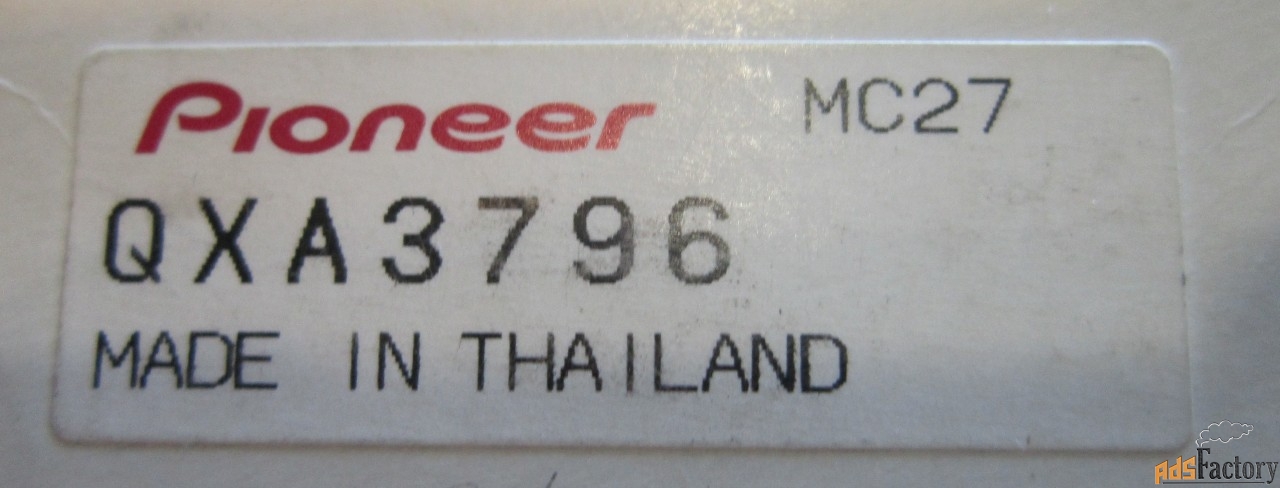 Pioneer MC27
QXA3796
MADE IN THAILAND
AdsFactory